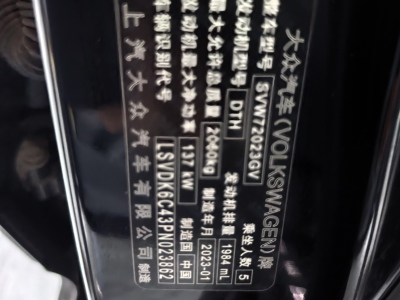 大众汽车(VOLKSWAGEN)牌
整车型号 SVW72023GV 乘坐人数 5
发动机型号 DTH 发动机排量 1984 mL
最大允许总质量 2040kg 制造年月 2023-01
发动机最大净功率 137 kW 制造国 中国
车辆识别代号 LSVDK6C43PN023862
上汽大众汽车有限公司 制造